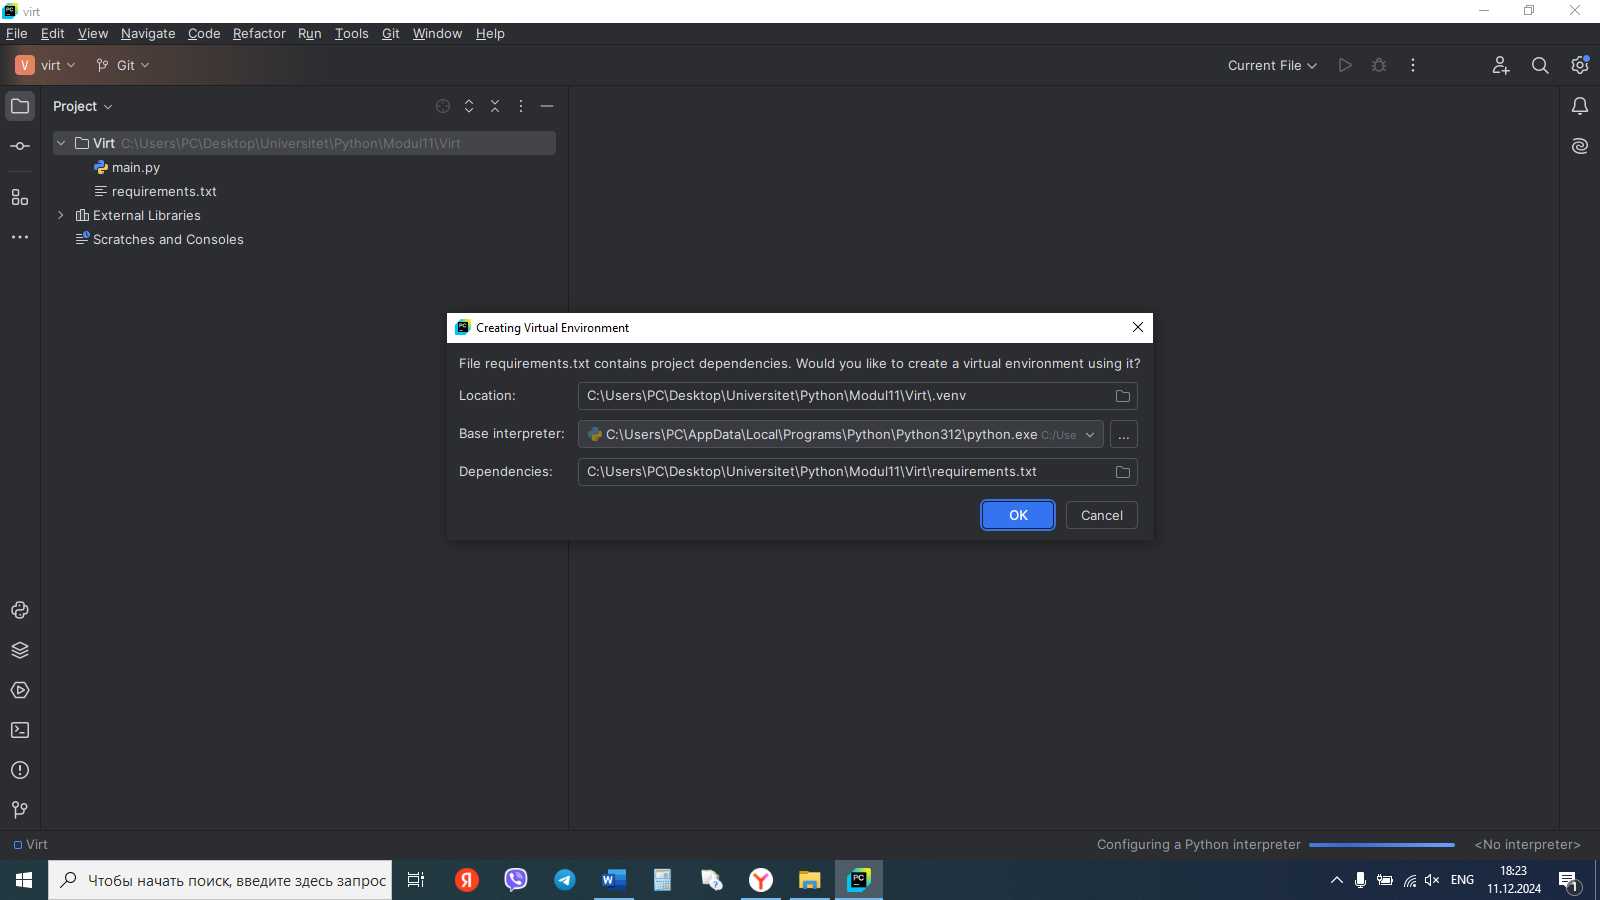 virt
File Edit View Navigate Code Refactor Run Tools Git Window Help
V virt Git Current File
Project
Virt C:\Users\PC\Desktop\Universitet\Python\Modul11\Virt
main.py
requirements.txt
External Libraries
Scratches and Consoles
Creating Virtual Environment
File requirements.txt contains project dependencies. Would you like to create a virtual environment using it?
Location: C:\Users\PC\Desktop\Universitet\Python\Modul11\Virt\.venv
Base interpreter: C:\Users\PC\AppData\Local\Programs\Python\Python312\python.exe C:/Use ...
Dependencies: C:\Users\PC\Desktop\Universitet\Python\Modul11\Virt\requirements.txt
OK Cancel
Virt Configuring a Python interpreter <No interpreter>
Чтобы начать поиск, введите здесь запрос
ENG
18:23
11.12.2024
1